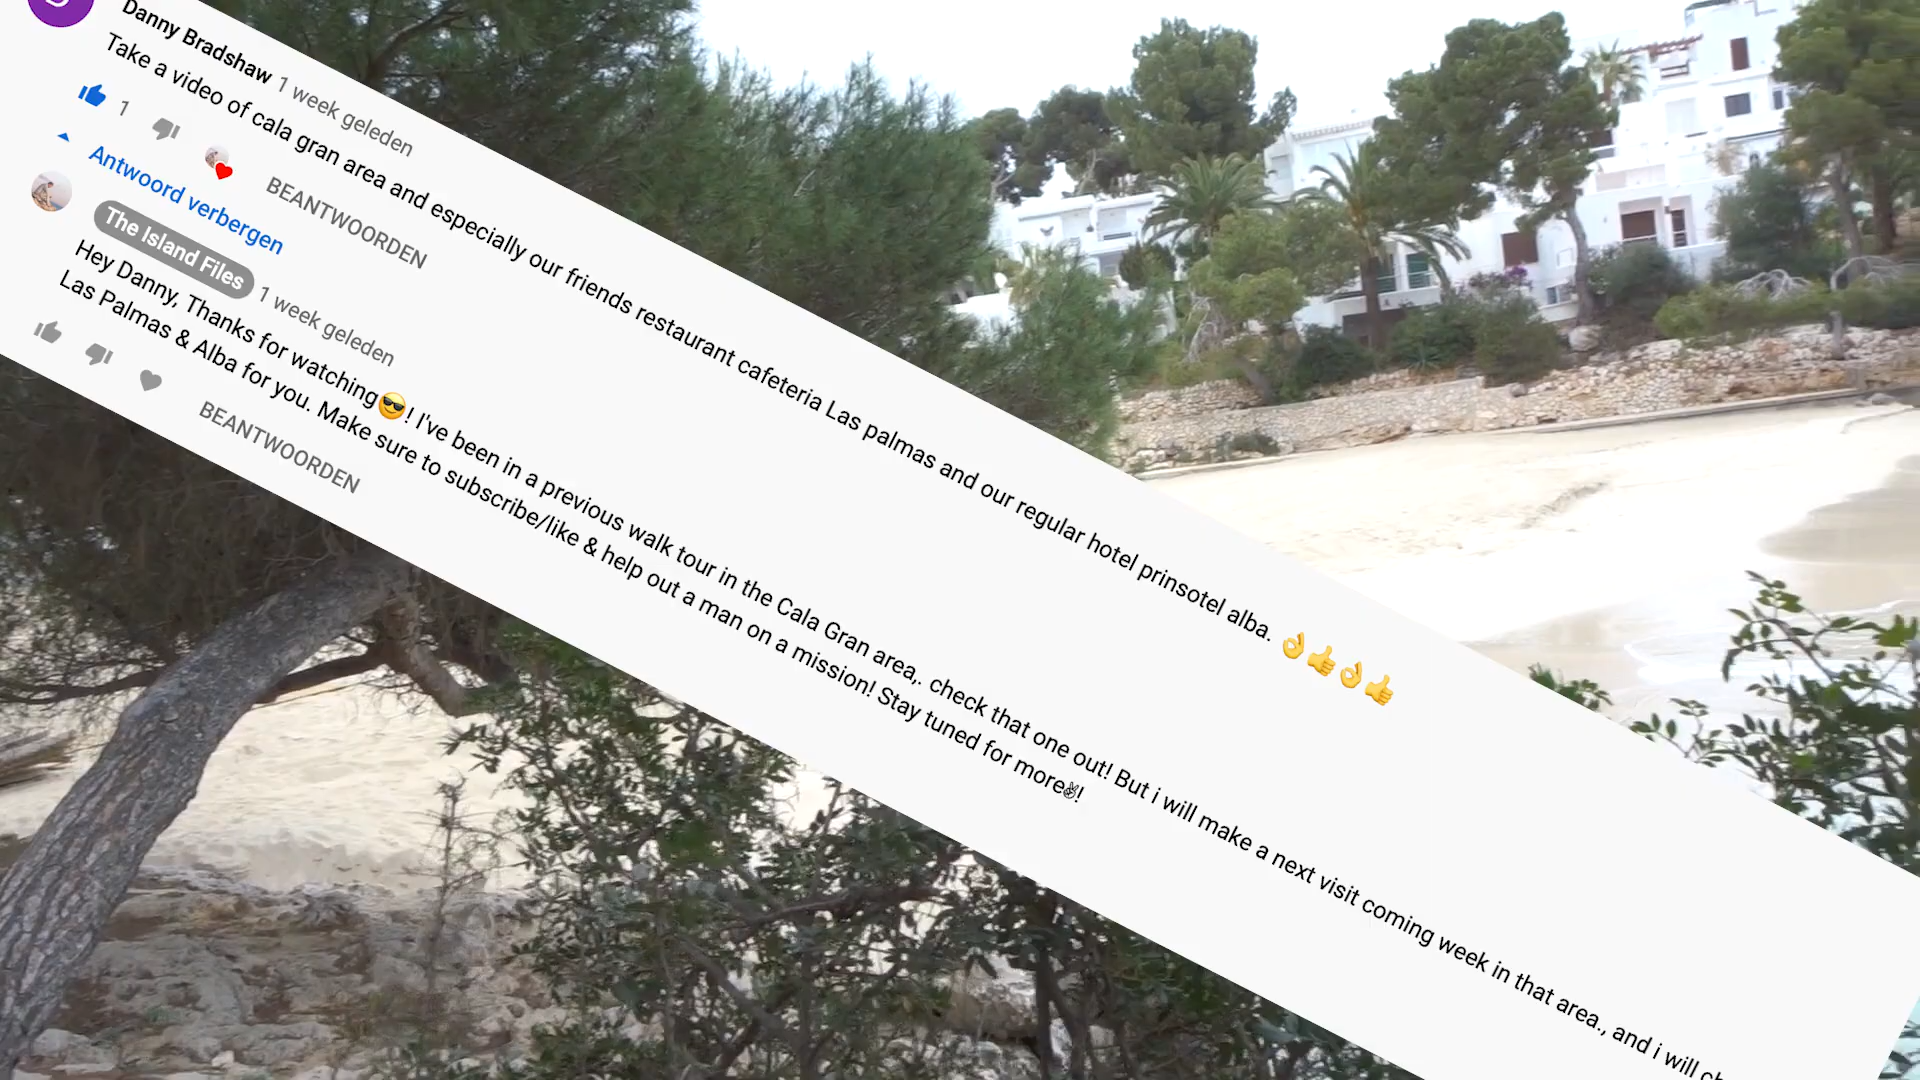 Danny Bradshaw 1 week geleden
Take a video of cala gran area and especially our friends restaurant cafeteria Las palmas and our regular hotel prinsotel alba. 👌👍👌👍
1 BEANTWOORDEN
Antwoord verbergen
The Island Files 1 week geleden
Hey Danny, Thanks for watching😎! I've been in a previous walk tour in the Cala Gran area,. check that one out! But i will make a next visit coming week in that area., and i will
Las Palmas & Alba for you. Make sure to subscribe/like & help out a man on a mission! Stay tuned for more✌!
BEANTWOORDEN